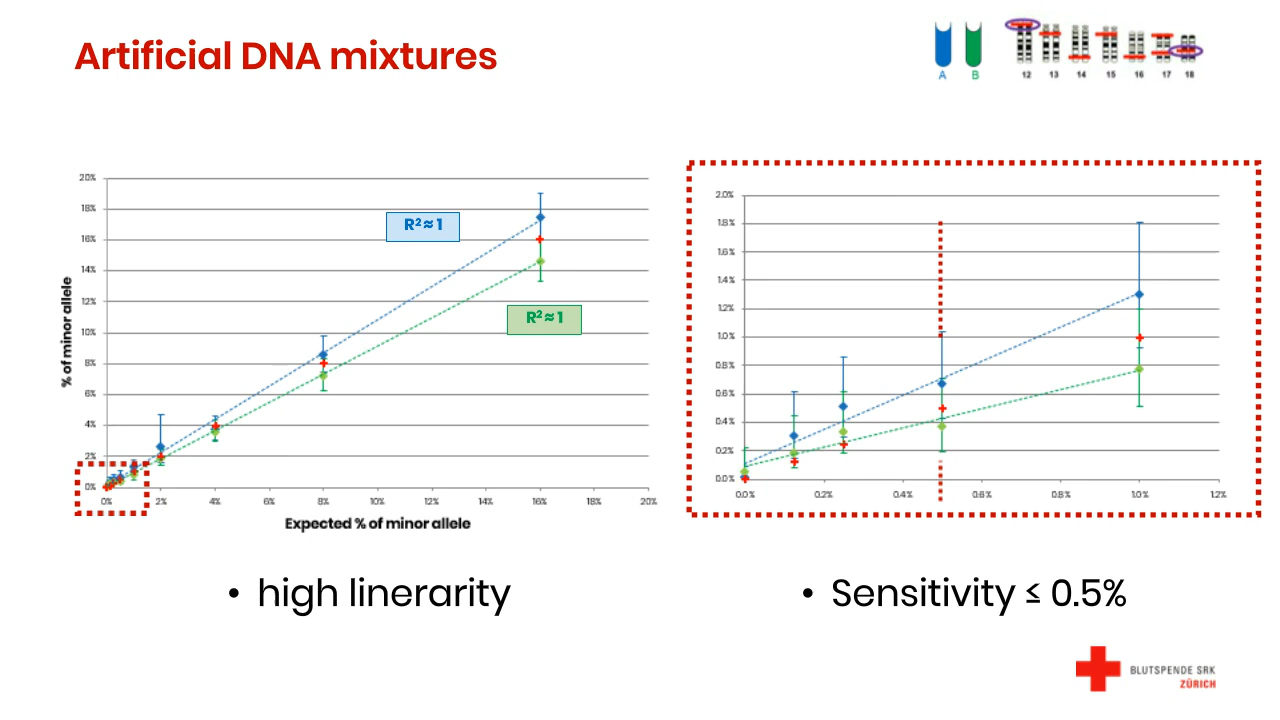 Artificial DNA mixtures
A B
12 13 14 15 16 17 18
20%
18%
16%
14%
12%
10%
8%
6%
4%
2%
0%
% of minor allele
R²≈1
R²≈1
0% 2% 4% 6% 8% 10% 12% 14% 16% 18% 20%
Expected % of minor allele
2.0%
1.8%
1.6%
1.4%
1.2%
1.0%
0.8%
0.6%
0.4%
0.2%
0.0%
0.0% 0.2% 0.4% 0.6% 0.8% 1.0% 1.2%
• high linerarity
• Sensitivity ≤ 0.5%
BLUTSPENDE SRK
ZÜRICH